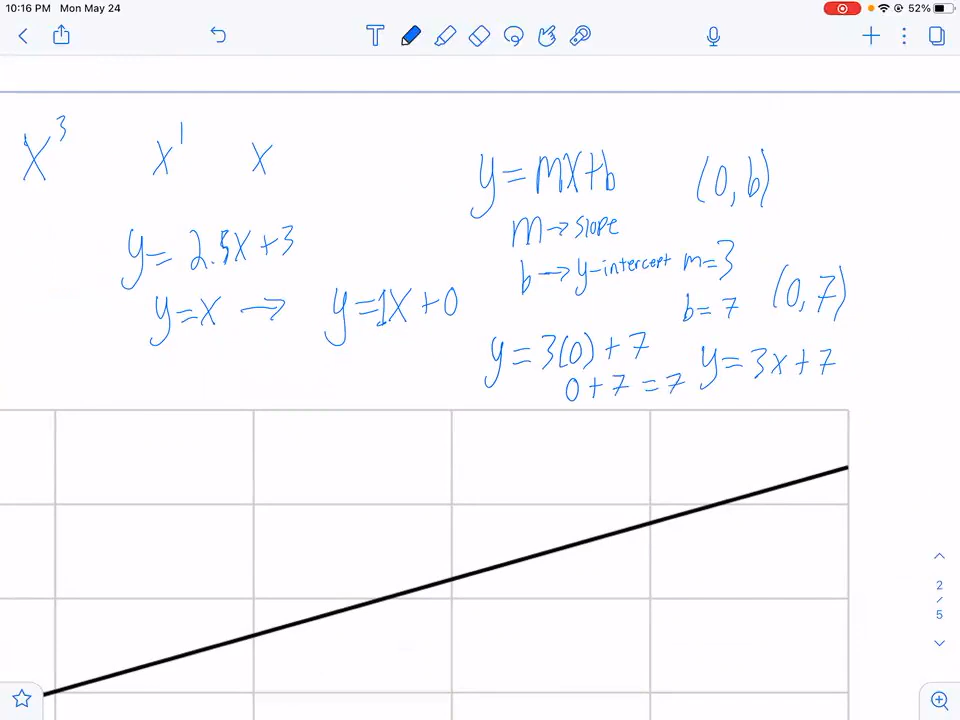 10:16 PM Mon May 24
52%
T
x³ x¹ x
y = mx+b (0, b)
m → slope
y = 2.5x + 3
b → y-intercept m = 3
y = x → y = 1x + 0
b = 7 (0, 7)
y = 3(0) + 7
y = 3x + 7
0 + 7 = 7
2
/
5